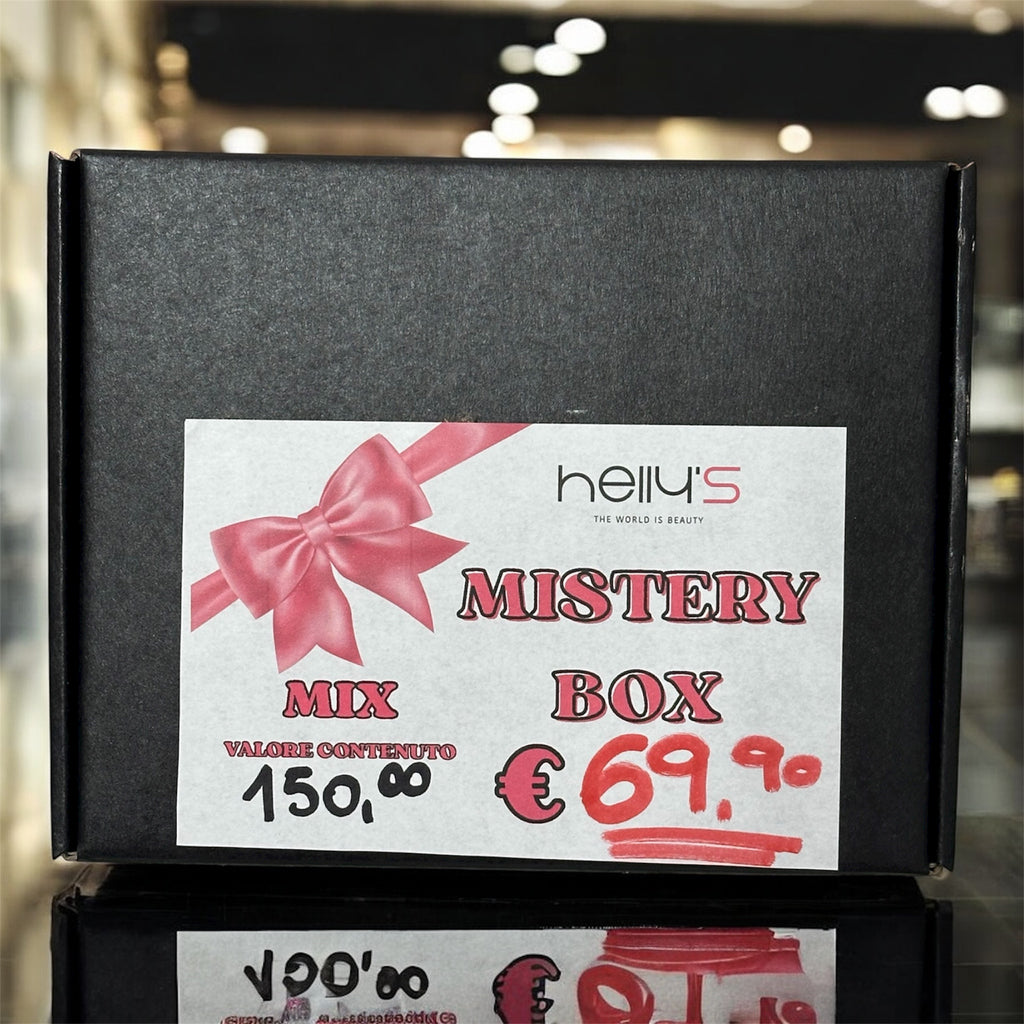 helly's
THE WORLD IS BEAUTY
MISTERY
BOX
€ 69.90
MIX
VALORE CONTENUTO
150,00